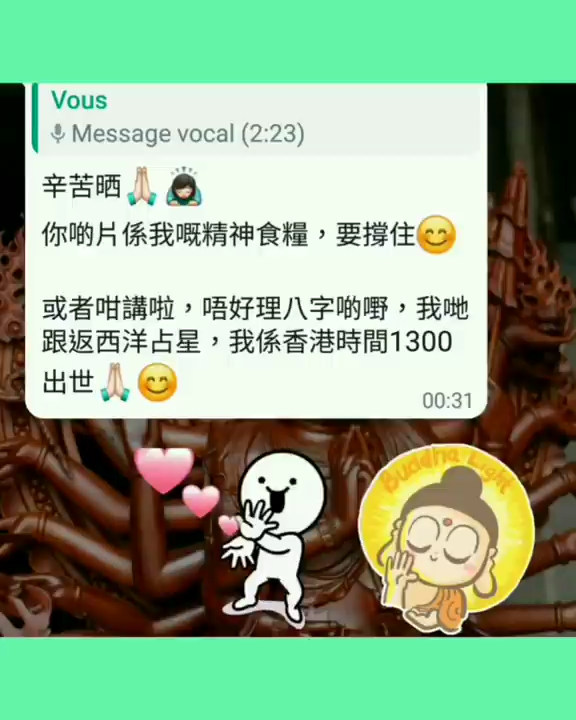 Vous
Message vocal (2:23)
辛苦晒🙏🏻🙇🏻‍♀️
你啲片係我嘅精神食糧，要撐住😊
或者咁講啦，唔好理八字啲嘢，我哋
跟返西洋占星，我係香港時間1300
出世🙏🏻😊
00:31
Buddha Light